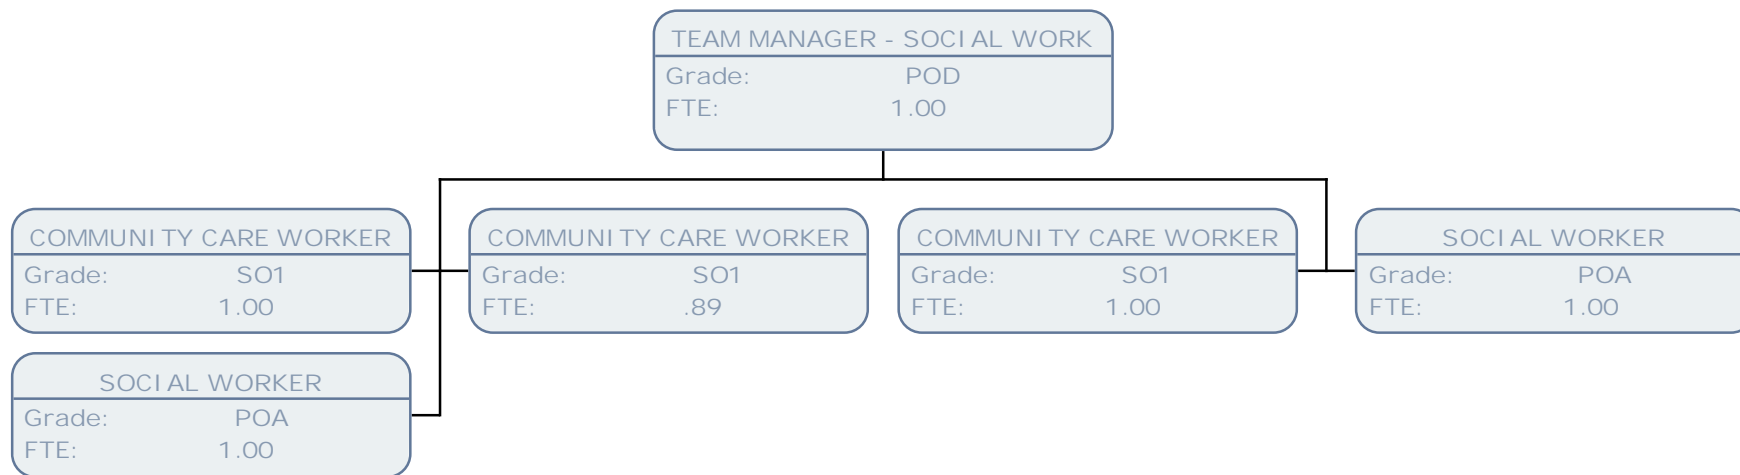 TEAM MANAGER - SOCIAL WORK
Grade: POD
FTE: 1.00
COMMUNITY CARE WORKER
Grade: SO1
FTE: 1.00
COMMUNITY CARE WORKER
Grade: SO1
FTE: .89
COMMUNITY CARE WORKER
Grade: SO1
FTE: 1.00
SOCIAL WORKER
Grade: POA
FTE: 1.00
SOCIAL WORKER
Grade: POA
FTE: 1.00